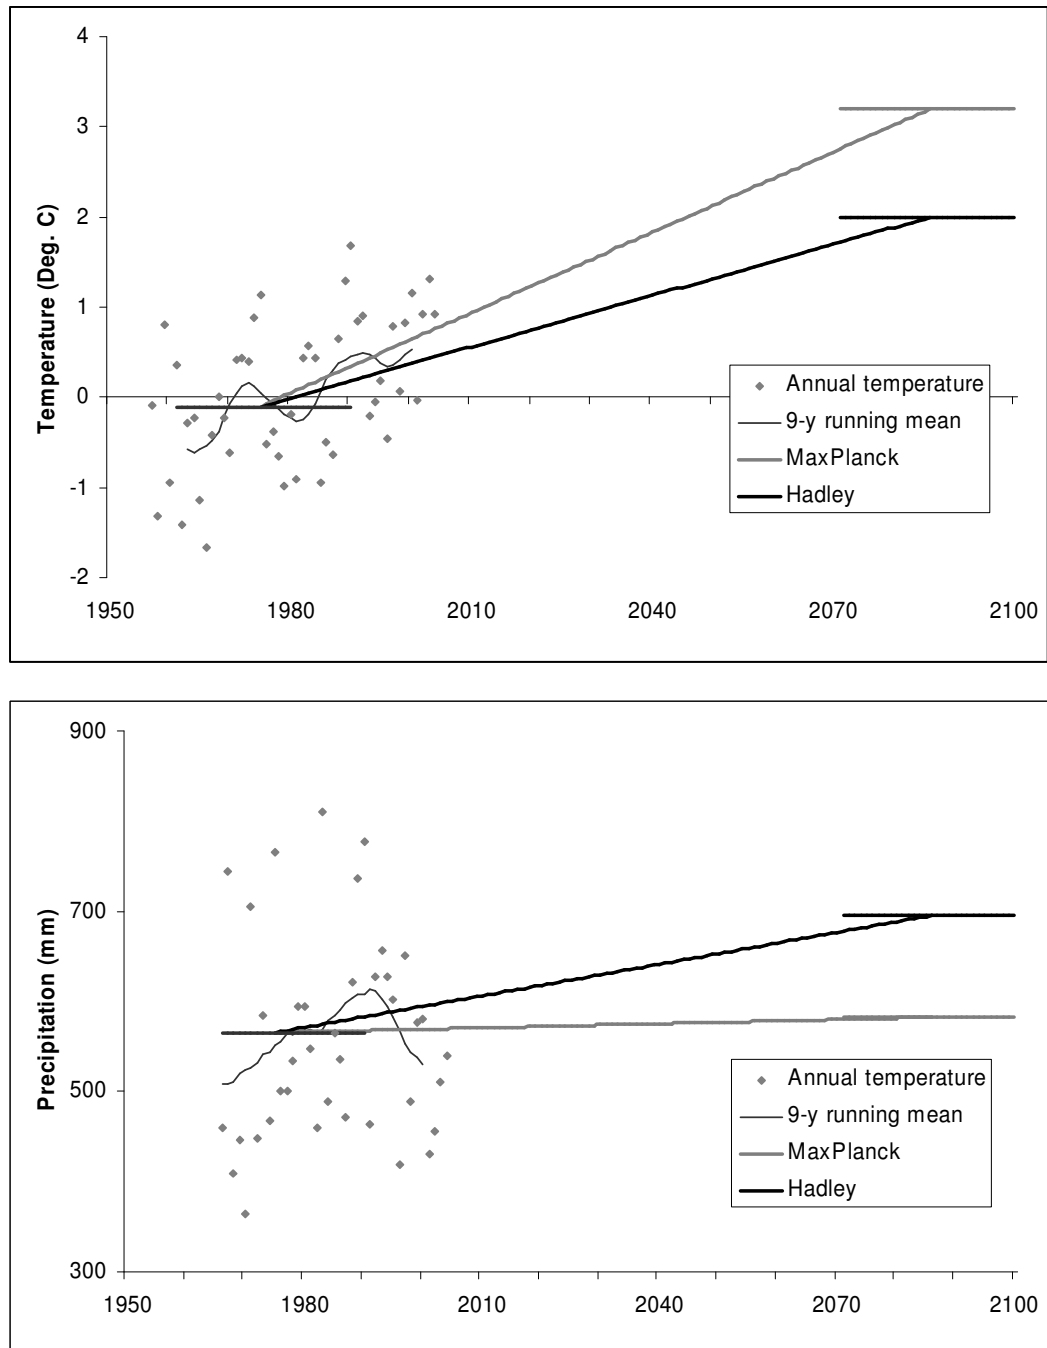 4
3
2
1
0
-1
-2
Temperature (Deg. C)
1950 1980 2010 2040 2070 2100
Annual temperature
9-y running mean
MaxPlanck
Hadley
900
700
500
300
Precipitation (mm)
1950 1980 2010 2040 2070 2100
Annual temperature
9-y running mean
MaxPlanck
Hadley